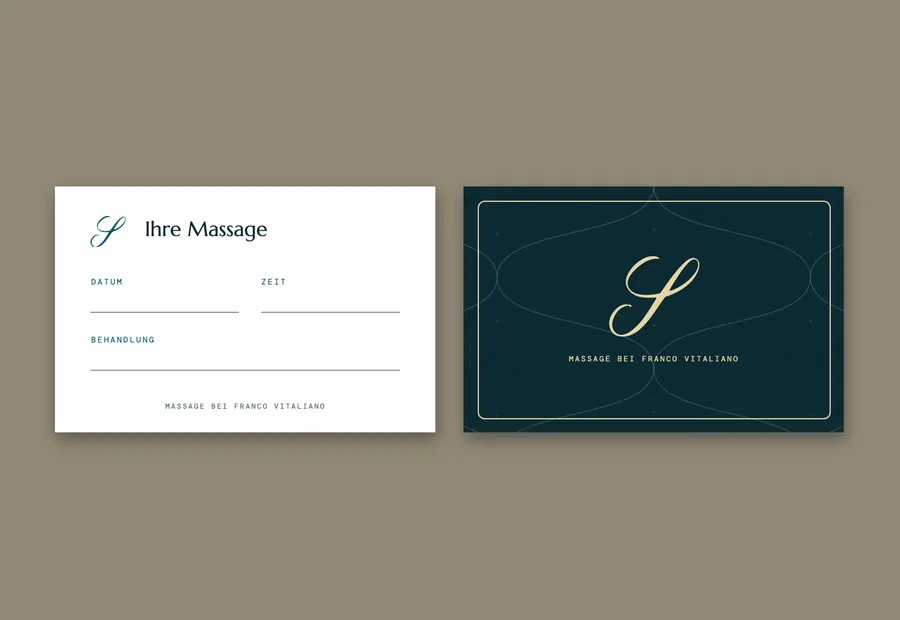 S Ihre Massage
DATUM ZEIT
BEHANDLUNG
MASSAGE BEI FRANCO VITALIANO
S
MASSAGE BEI FRANCO VITALIANO